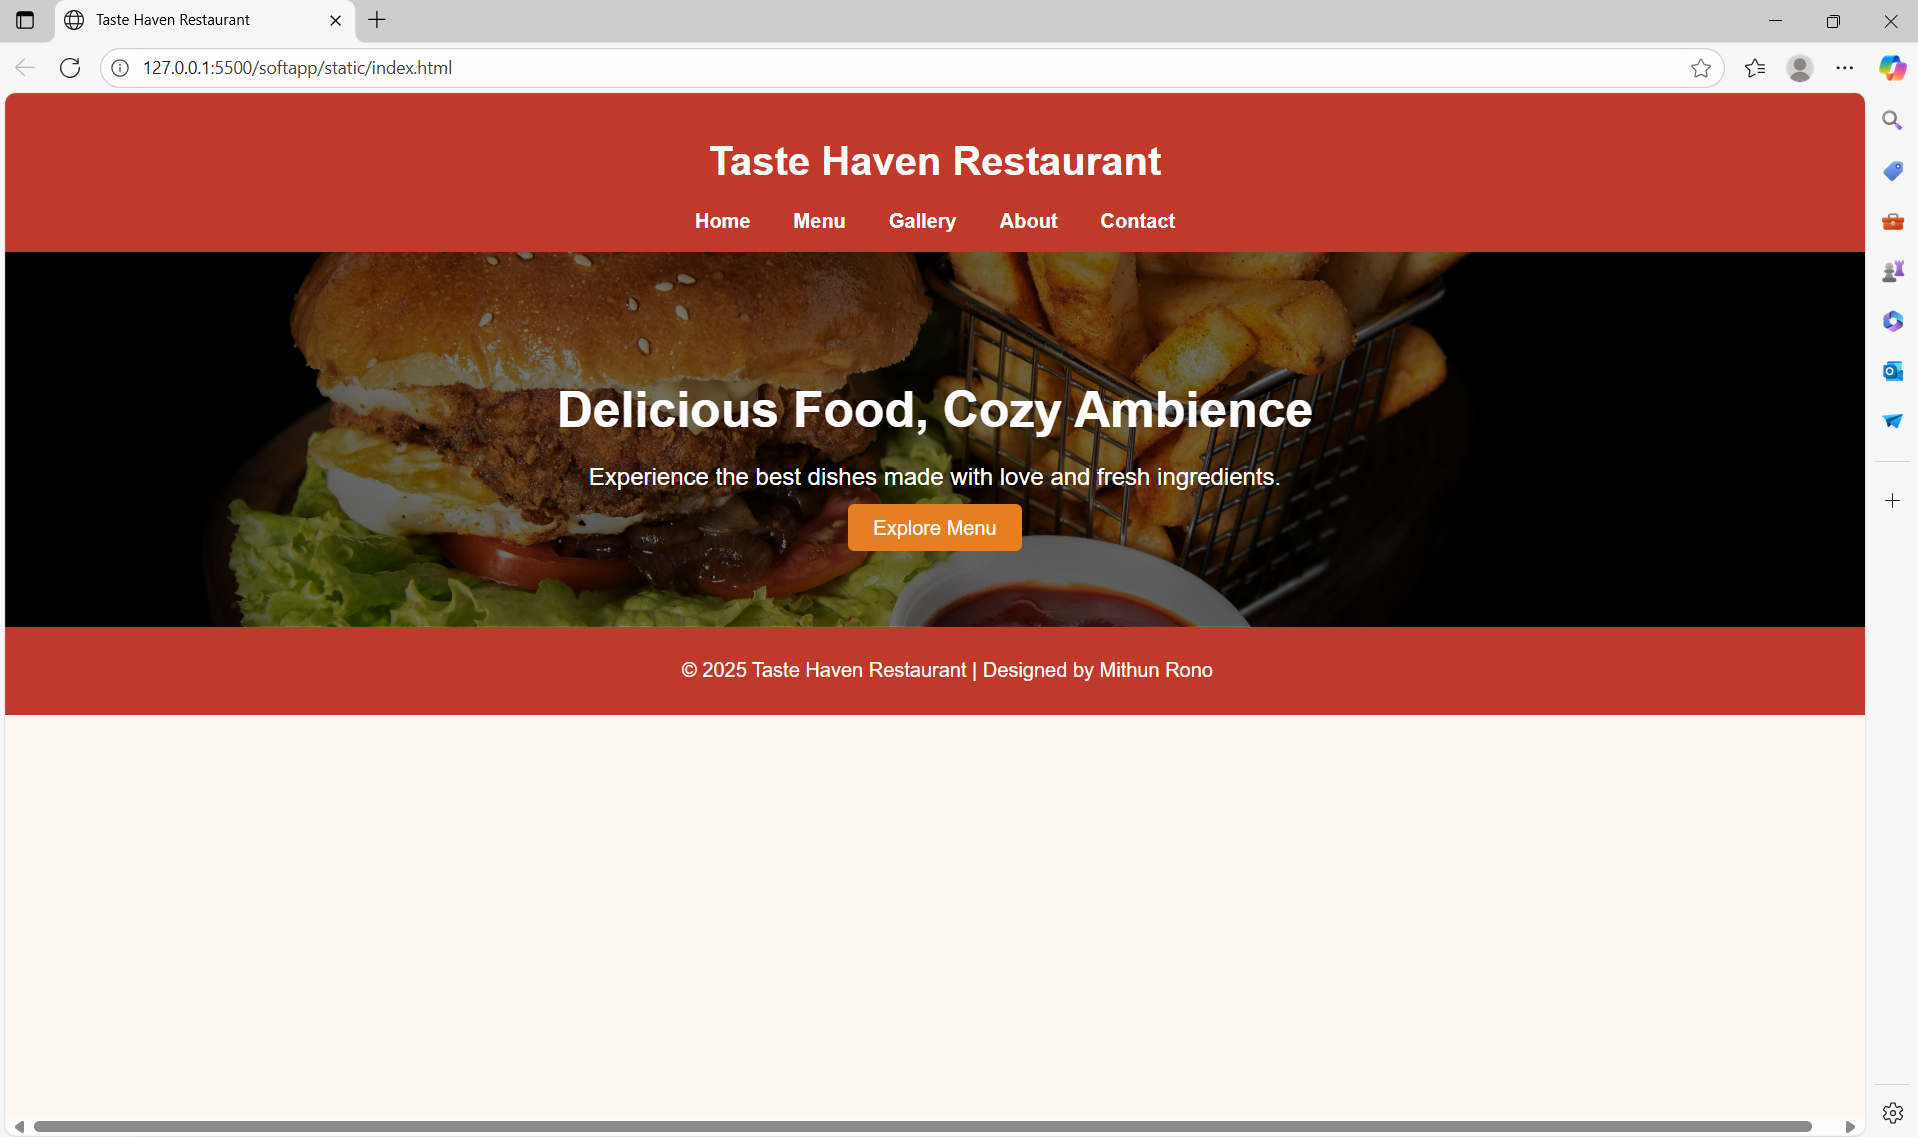 Taste Haven Restaurant
127.0.0.1:5500/softapp/static/index.html
Taste Haven Restaurant
Home Menu Gallery About Contact
Delicious Food, Cozy Ambience
Experience the best dishes made with love and fresh ingredients.
Explore Menu
© 2025 Taste Haven Restaurant | Designed by Mithun Rono